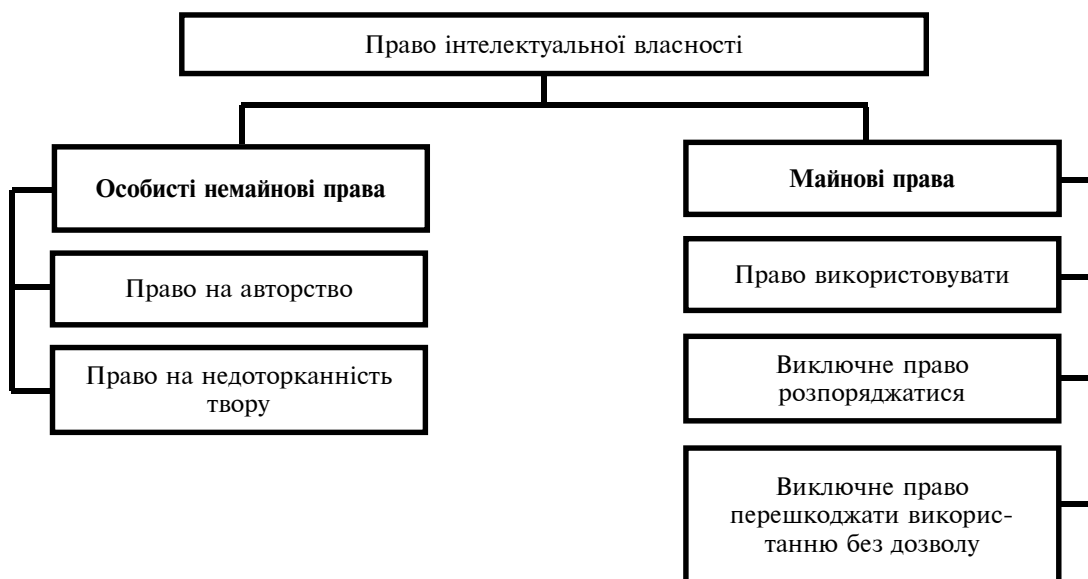 Право інтелектуальної власності
Особисті немайнові права
Право на авторство
Право на недоторканність
твору
Майнові права
Право використовувати
Виключне право
розпоряджатися
Виключне право
перешкоджати викорис-
танню без дозволу